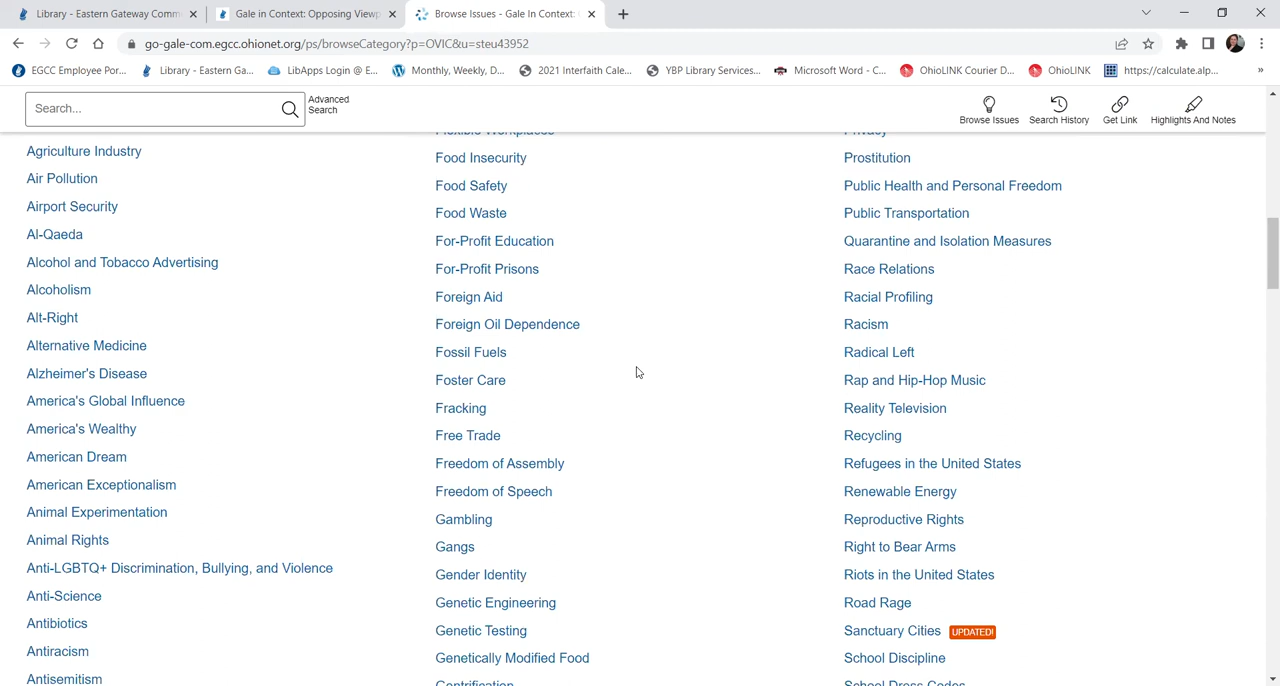 Library - Eastern Gateway Comm
Gale in Context: Opposing Viewp
Browse Issues - Gale In Context:
go-gale-com.egcc.ohionet.org/ps/browseCategory?p=OVIC&u=steu43952
EGCC Employee Por...
Library - Eastern Ga...
LibApps Login @ E...
Monthly, Weekly, D...
2021 Interfaith Cale...
YBP Library Services...
Microsoft Word - C...
OhioLINK Courier D...
OhioLINK
https://calculate.alp...
Search...
Advanced
Search
Browse Issues
Search History
Get Link
Highlights And Notes
Agriculture Industry
Air Pollution
Airport Security
Al-Qaeda
Alcohol and Tobacco Advertising
Alcoholism
Alt-Right
Alternative Medicine
Alzheimer's Disease
America's Global Influence
America's Wealthy
American Dream
American Exceptionalism
Animal Experimentation
Animal Rights
Anti-LGBTQ+ Discrimination, Bullying, and Violence
Anti-Science
Antibiotics
Antiracism
Antisemitism
Flexible Workplaces
Food Insecurity
Food Safety
Food Waste
For-Profit Education
For-Profit Prisons
Foreign Aid
Foreign Oil Dependence
Fossil Fuels
Foster Care
Fracking
Free Trade
Freedom of Assembly
Freedom of Speech
Gambling
Gangs
Gender Identity
Genetic Engineering
Genetic Testing
Genetically Modified Food
Gentrification
Privacy
Prostitution
Public Health and Personal Freedom
Public Transportation
Quarantine and Isolation Measures
Race Relations
Racial Profiling
Racism
Radical Left
Rap and Hip-Hop Music
Reality Television
Recycling
Refugees in the United States
Renewable Energy
Reproductive Rights
Right to Bear Arms
Riots in the United States
Road Rage
Sanctuary Cities UPDATED!
School Discipline
School Dress Codes